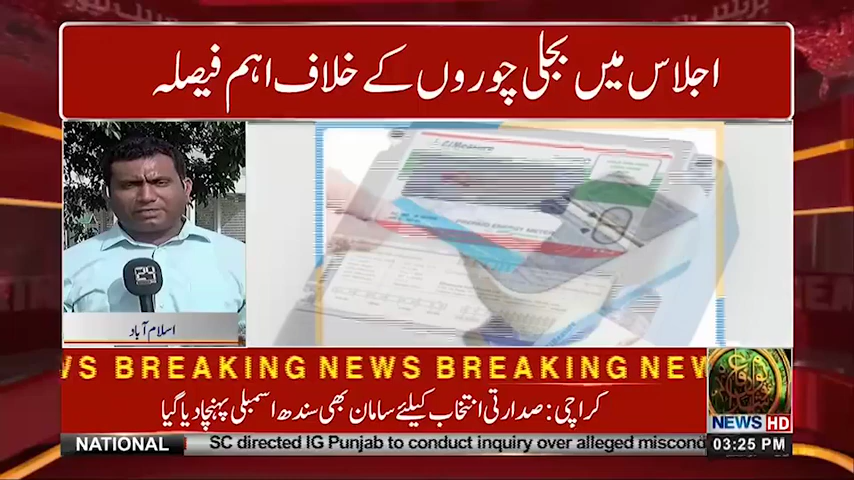 اجلاس میں بجلی چوروں کے خلاف اہم فیصلہ
24
اسلام آباد
BREAKING NEWS BREAKING NEW
کراچی : صدارتی انتخاب کیلئے سامان بھی سندھ اسمبلی پہنچا دیا گیا
NEWS HD
NATIONAL SC directed IG Punjab to conduct inquiry over alleged miscond 03:25 PM